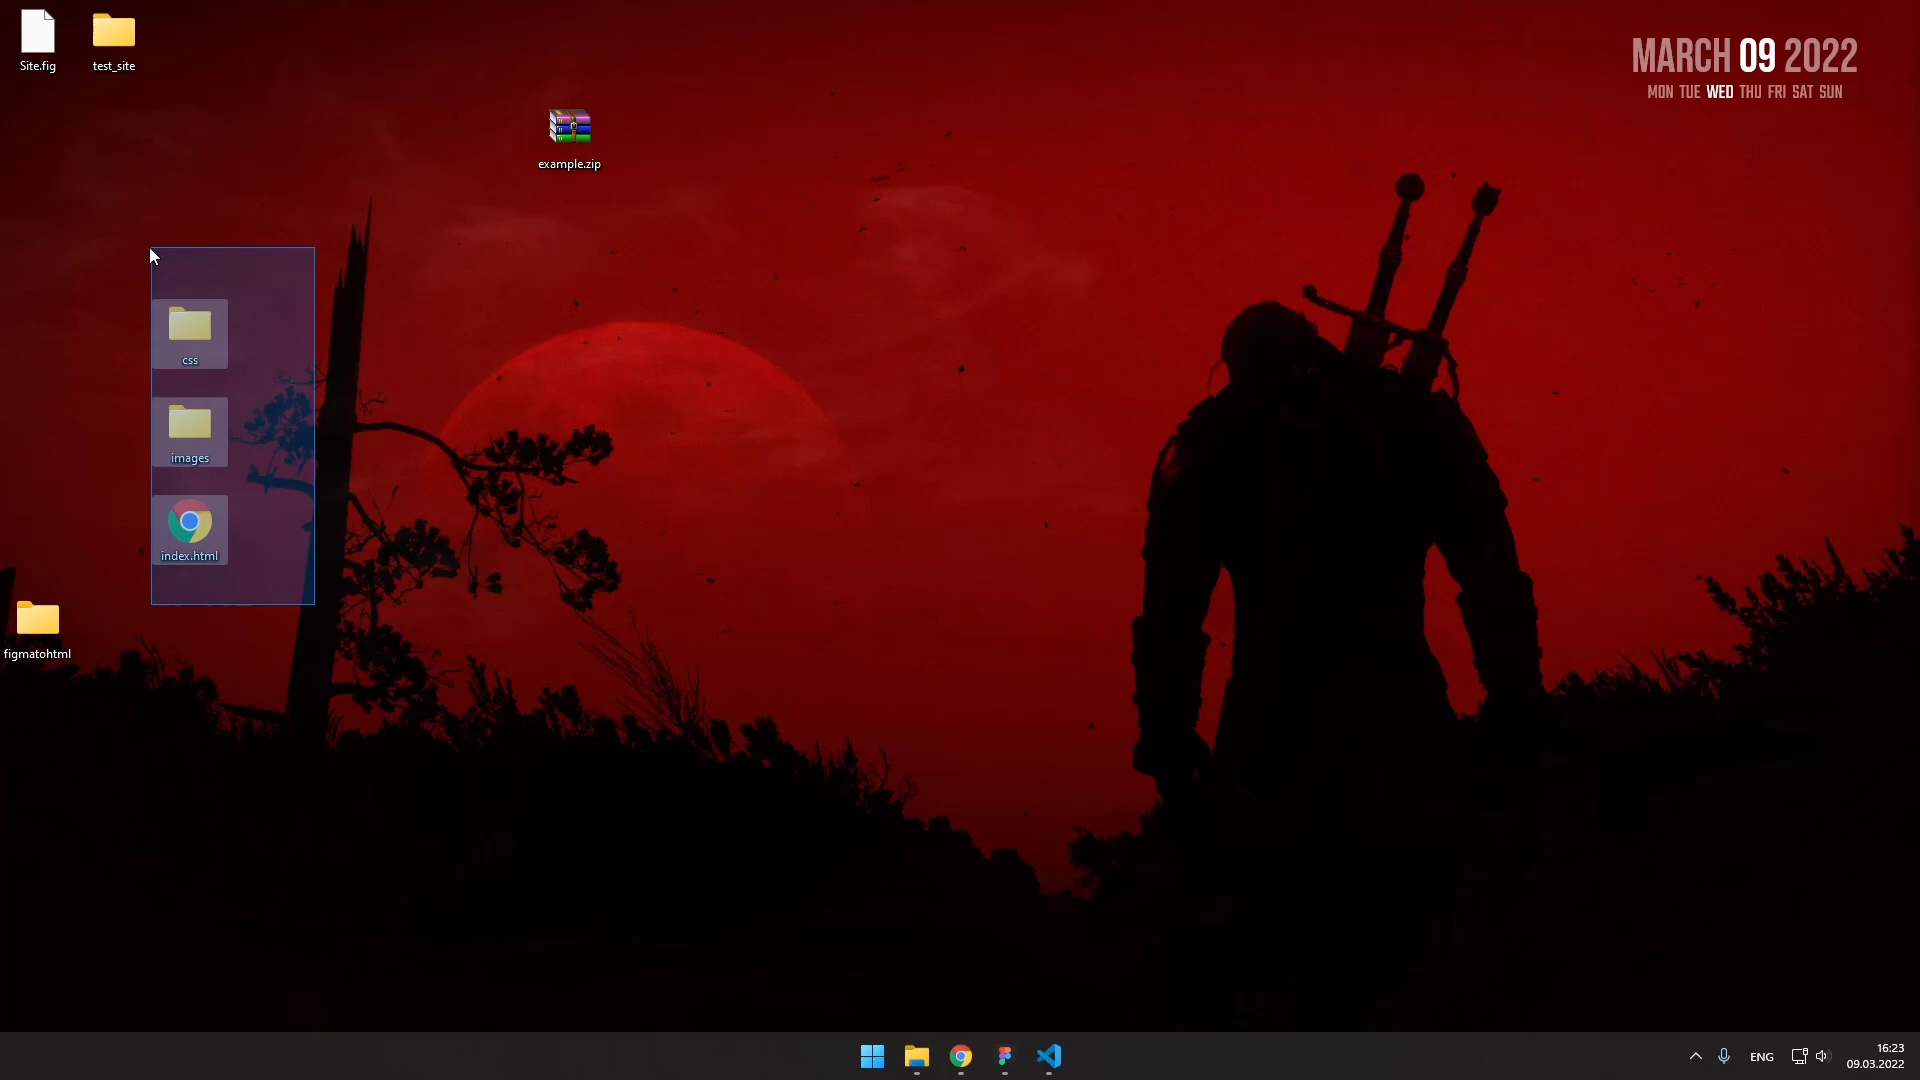 Site.fig
test_site
MARCH 09 2022
MON TUE WED THU FRI SAT SUN
example.zip
css
images
index.html
figmatohtml
ENG
16:23
09.03.2022